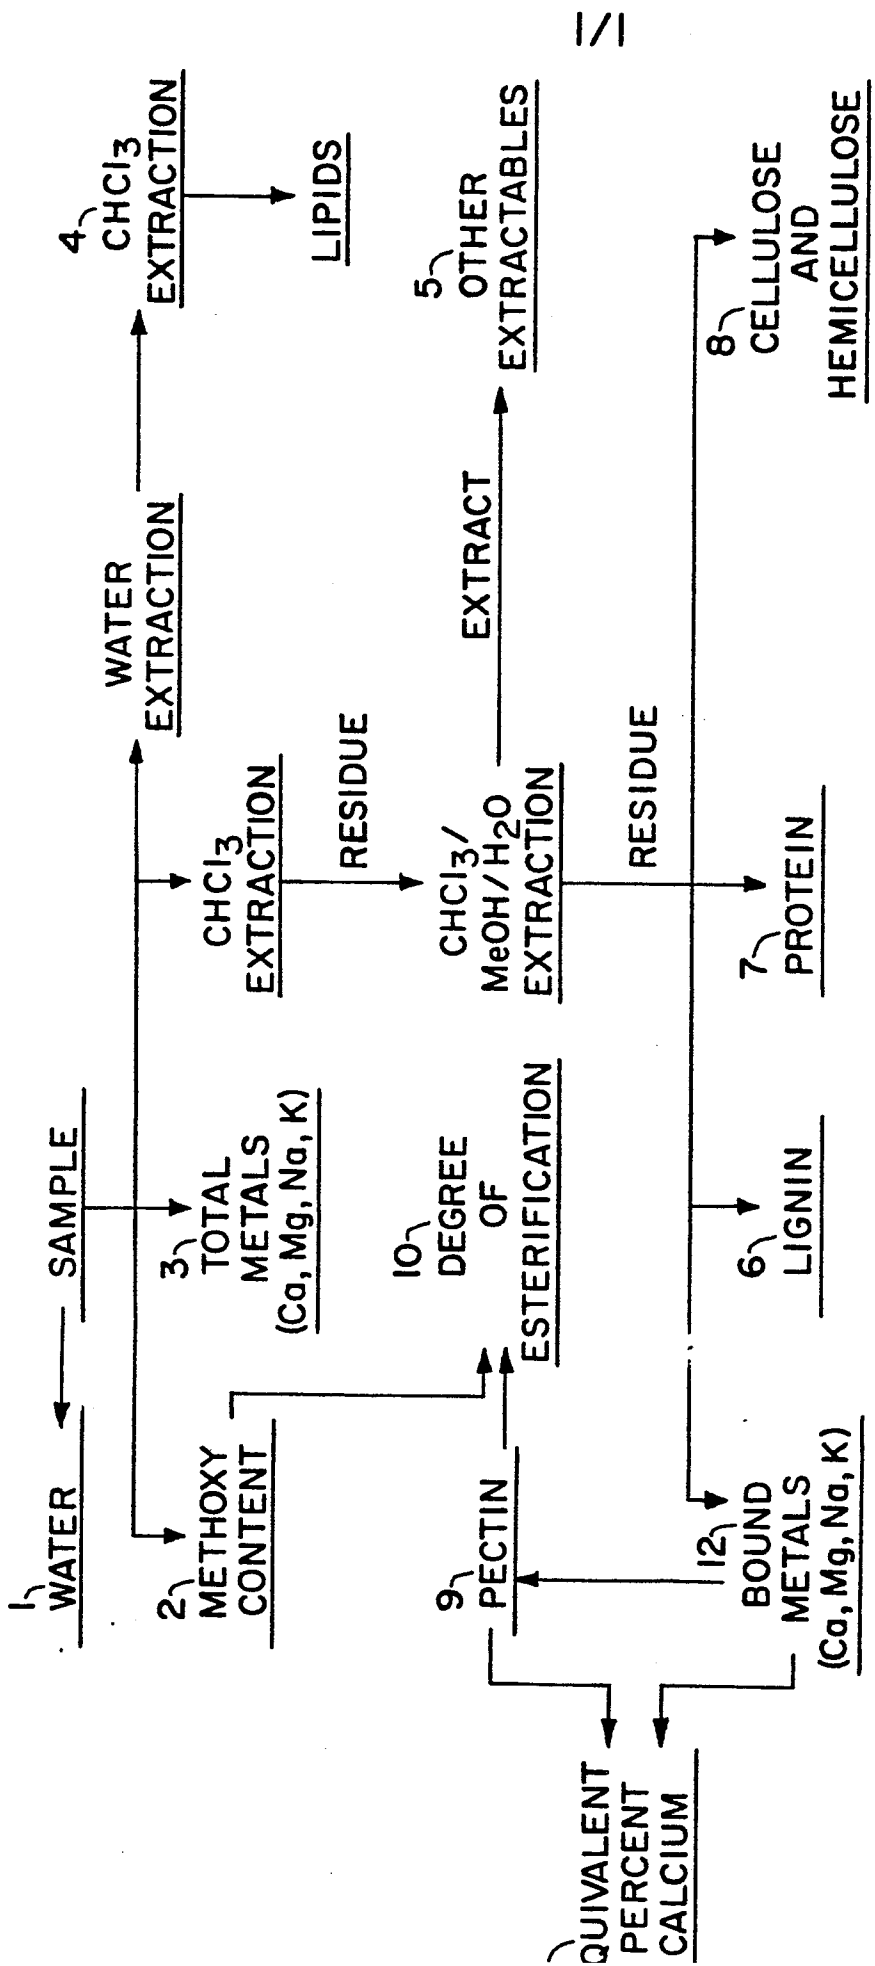 1/1
SAMPLE
1
WATER
2
METHOXY
CONTENT
3
TOTAL
METALS
(Ca, Mg, Na, K)
CHCl3
EXTRACTION
WATER
EXTRACTION
4
CHCl3
EXTRACTION
LIPIDS
RESIDUE
CHCl3/
MeOH/H2O
EXTRACTION
EXTRACT
5
OTHER
EXTRACTABLES
10
DEGREE
OF
ESTERIFICATION
9
PECTIN
RESIDUE
12
BOUND
METALS
(Ca, Mg, Na, K)
6
LIGNIN
7
PROTEIN
8
CELLULOSE
AND
HEMICELLULOSE
QUIVALENT
PERCENT
CALCIUM